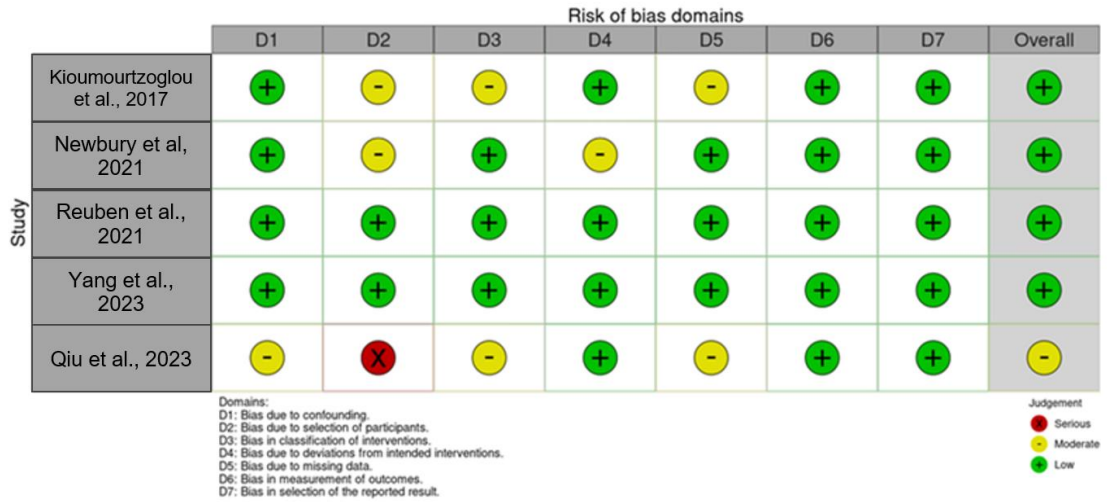 Risk of bias domains
D1 D2 D3 D4 D5 D6 D7 Overall
Study
Kioumourtzoglou
et al., 2017
+ - - + - + + +
Newbury et al,
2021
+ - + - + + + +
Reuben et al.,
2021
+ + + + + + + +
Yang et al.,
2023
+ + + + + + + +
Qiu et al., 2023
- X - + - + + -
Domains:
D1: Bias due to confounding.
D2: Bias due to selection of participants.
D3: Bias in classification of interventions.
D4: Bias due to deviations from intended interventions.
D5: Bias due to missing data.
D6: Bias in measurement of outcomes.
D7: Bias in selection of the reported result.
Judgement
X Serious
- Moderate
+ Low